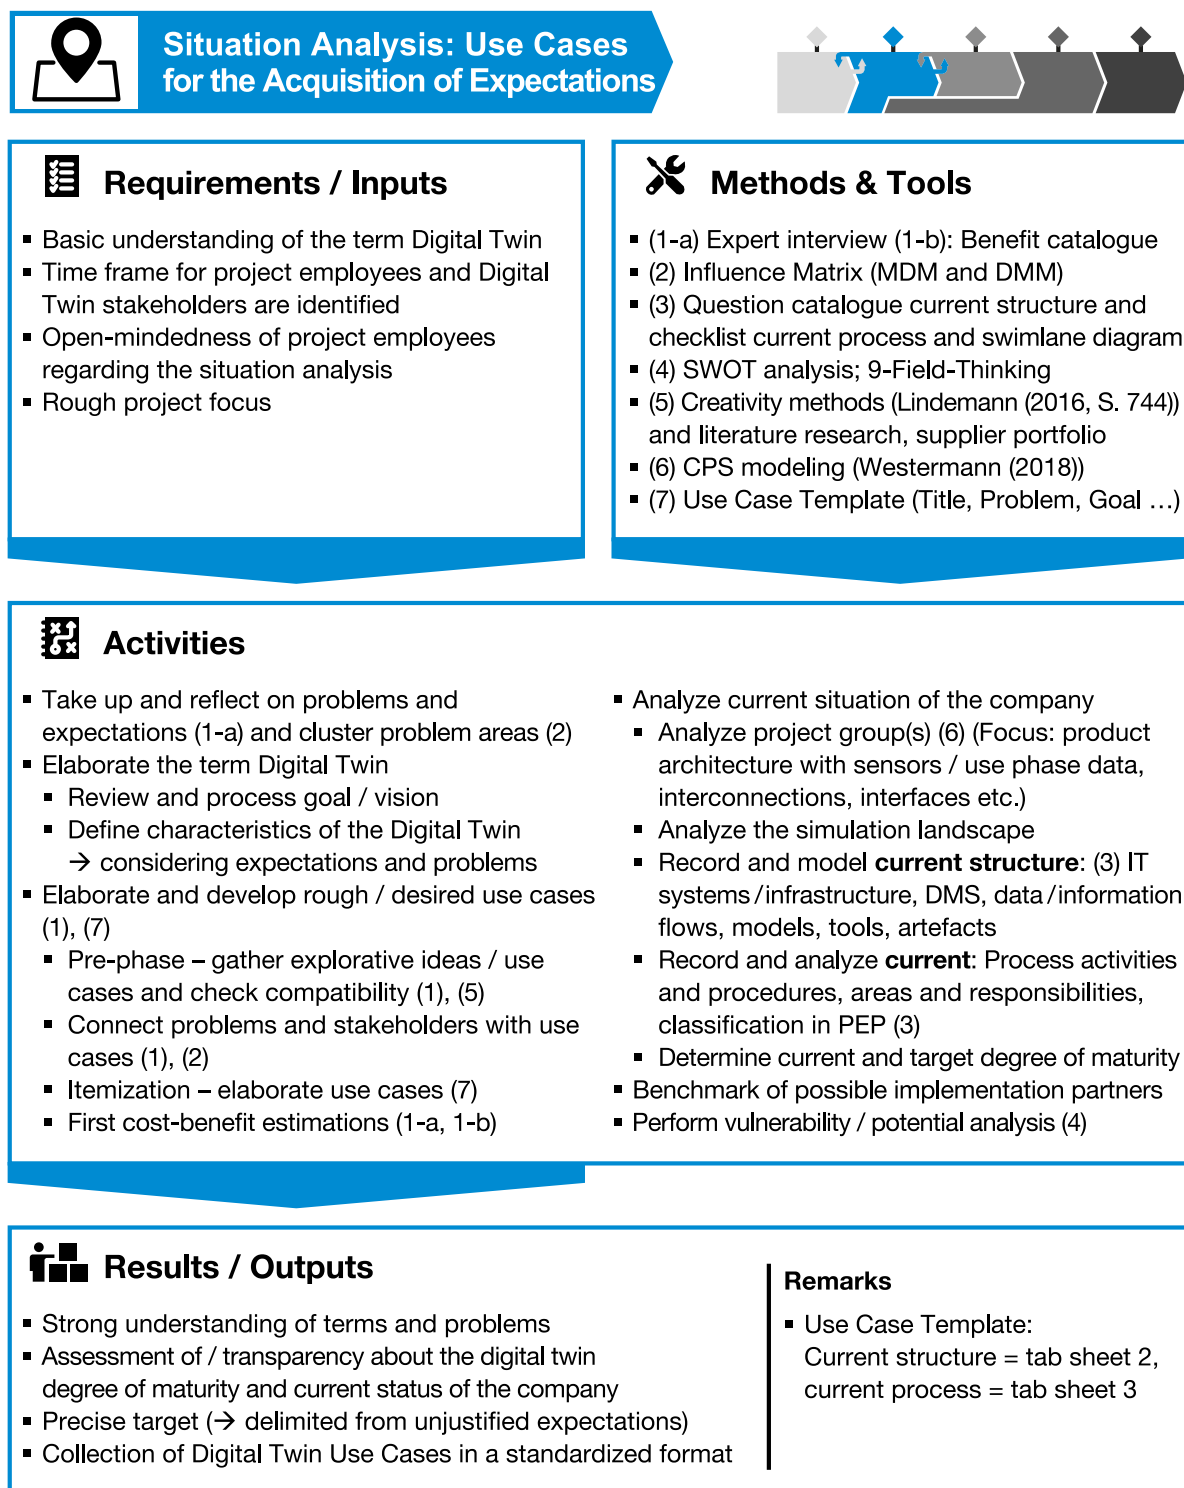 Situation Analysis: Use Cases
for the Acquisition of Expectations
Requirements / Inputs
▪ Basic understanding of the term Digital Twin
▪ Time frame for project employees and Digital
Twin stakeholders are identified
▪ Open-mindedness of project employees
regarding the situation analysis
▪ Rough project focus
Methods & Tools
▪ (1-a) Expert interview (1-b): Benefit catalogue
▪ (2) Influence Matrix (MDM and DMM)
▪ (3) Question catalogue current structure and
checklist current process and swimlane diagram
▪ (4) SWOT analysis; 9-Field-Thinking
▪ (5) Creativity methods (Lindemann (2016, S. 744))
and literature research, supplier portfolio
▪ (6) CPS modeling (Westermann (2018))
▪ (7) Use Case Template (Title, Problem, Goal ...)
Activities
▪ Take up and reflect on problems and
expectations (1-a) and cluster problem areas (2)
▪ Elaborate the term Digital Twin
▪ Review and process goal / vision
▪ Define characteristics of the Digital Twin
→ considering expectations and problems
▪ Elaborate and develop rough / desired use cases
(1), (7)
▪ Pre-phase – gather explorative ideas / use
cases and check compatibility (1), (5)
▪ Connect problems and stakeholders with use
cases (1), (2)
▪ Itemization – elaborate use cases (7)
▪ First cost-benefit estimations (1-a, 1-b)
▪ Analyze current situation of the company
▪ Analyze project group(s) (6) (Focus: product
architecture with sensors / use phase data,
interconnections, interfaces etc.)
▪ Analyze the simulation landscape
▪ Record and model current structure: (3) IT
systems / infrastructure, DMS, data / information
flows, models, tools, artefacts
▪ Record and analyze current: Process activities
and procedures, areas and responsibilities,
classification in PEP (3)
▪ Determine current and target degree of maturity
▪ Benchmark of possible implementation partners
▪ Perform vulnerability / potential analysis (4)
Results / Outputs
▪ Strong understanding of terms and problems
▪ Assessment of / transparency about the digital twin
degree of maturity and current status of the company
▪ Precise target (→ delimited from unjustified expectations)
▪ Collection of Digital Twin Use Cases in a standardized format
Remarks
▪ Use Case Template:
Current structure = tab sheet 2,
current process = tab sheet 3